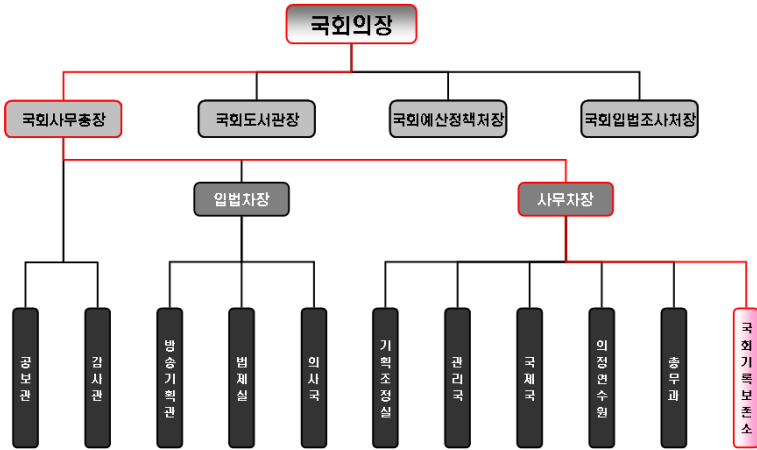 국회의장
국회사무총장
국회도서관장
국회예산정책처장
국회입법조사처장
입법차장
사무차장
공보관
감사관
방송기획관
법제실
의사국
기획조정실
관리국
국제국
의정연수원
총무과
국회기록보존소